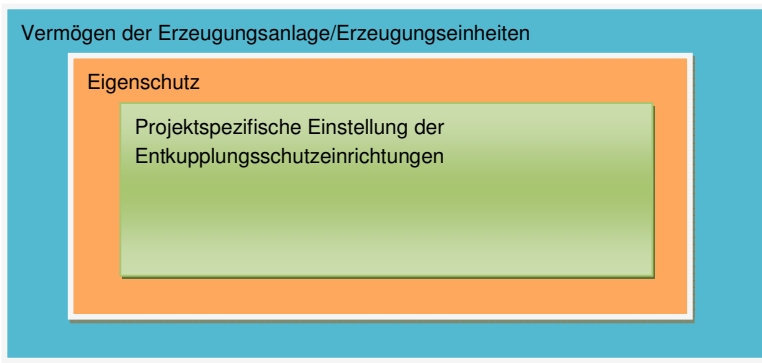 Vermögen der Erzeugungsanlage/Erzeugungseinheiten
Eigenschutz
Projektspezifische Einstellung der
Entkupplungsschutzeinrichtungen